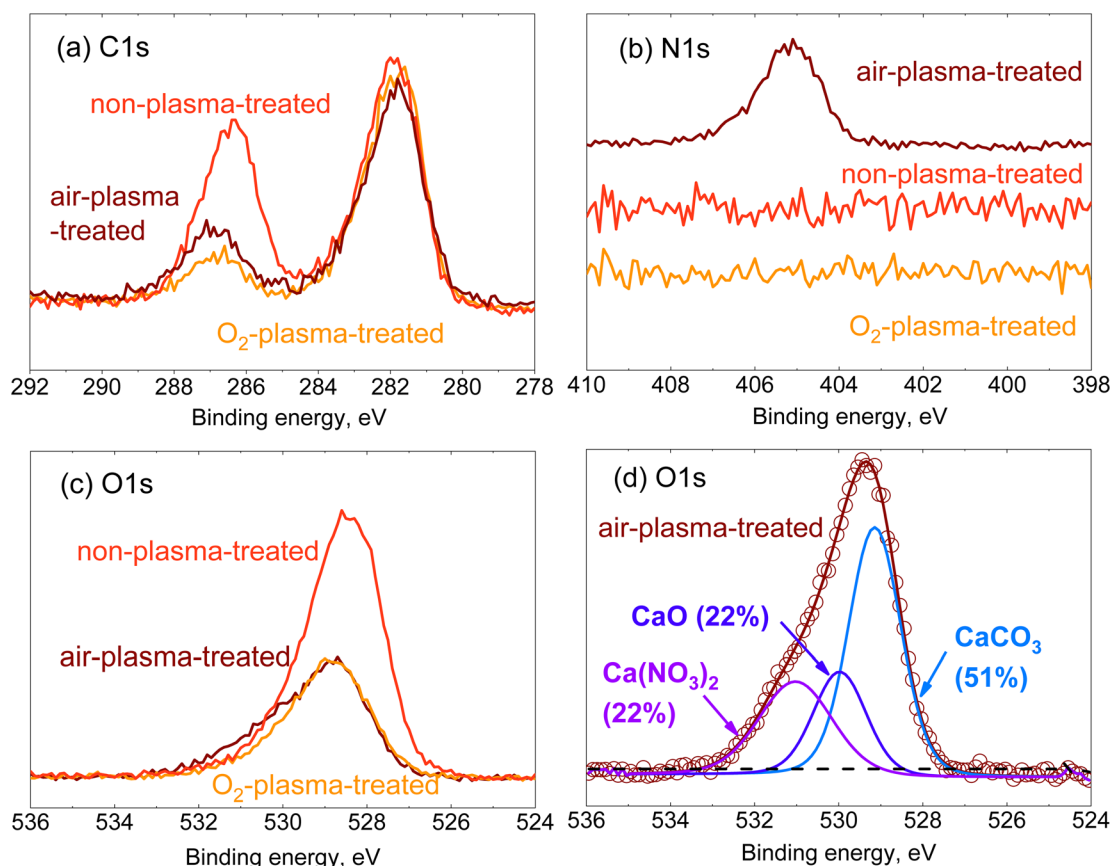 (a) C1s
non-plasma-treated
air-plasma
-treated
O₂-plasma-treated
292 290 288 286 284 282 280 278
Binding energy, eV
(b) N1s
air-plasma-treated
non-plasma-treated
O₂-plasma-treated
410 408 406 404 402 400 398
Binding energy, eV
(c) O1s
non-plasma-treated
air-plasma-treated
O₂-plasma-treated
536 534 532 530 528 526 524
Binding energy, eV
(d) O1s
air-plasma-treated
CaO (22%)
CaCO₃
(51%)
Ca(NO₃)₂
(22%)
536 534 532 530 528 526 524
Binding energy, eV